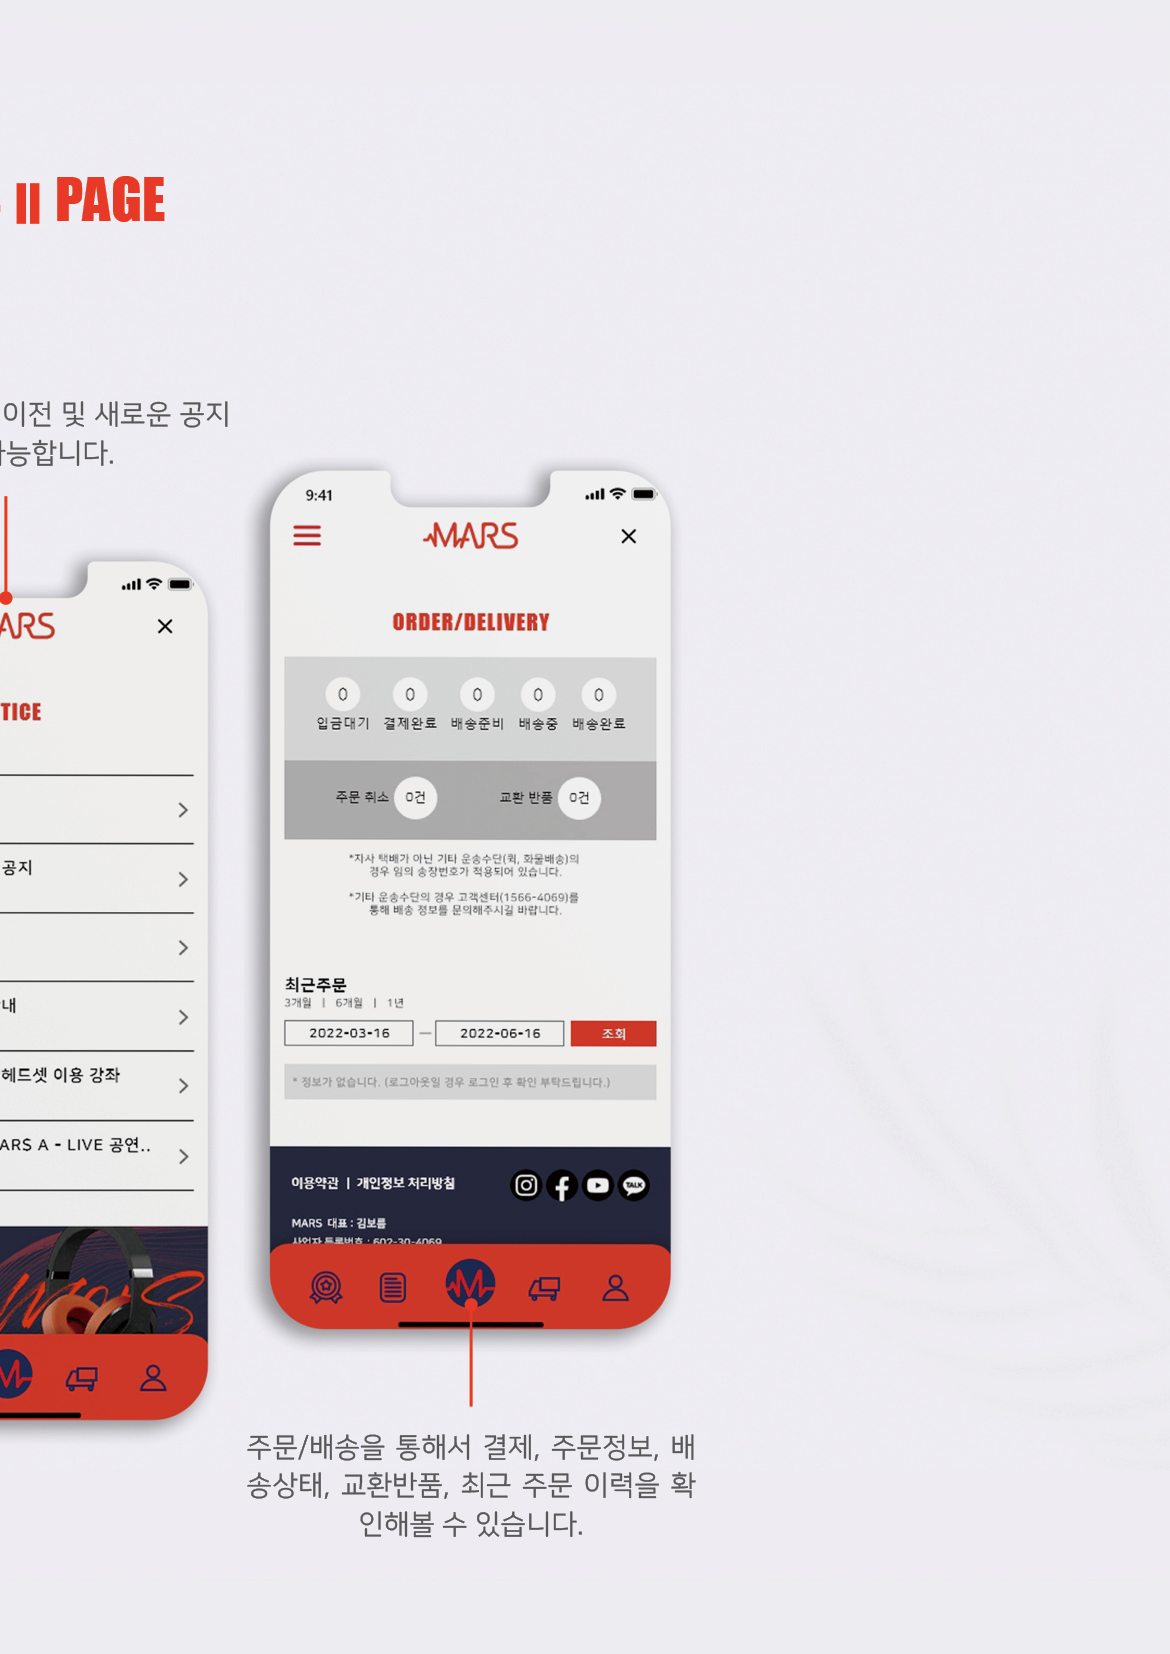 II PAGE
이전 및 새로운 공지
능합니다.
9:41
MARS
ORDER/DELIVERY
0 0 0 0 0
입금대기 결제완료 배송준비 배송중 배송완료
주문 취소 0건 교환 반품 0건
*자사 택배가 아닌 기타 운송수단(퀵, 화물배송)의
경우 임의 송장번호가 적용되어 있습니다.
*기타 운송수단의 경우 고객센터(1566-4069)를
통해 배송 정보를 문의해주시길 바랍니다.
최근주문
3개월 | 6개월 | 1년
2022-03-16 — 2022-06-16 조회
* 정보가 없습니다. (로그아웃일 경우 로그인 후 확인 부탁드립니다.)
이용약관 | 개인정보 처리방침
TALK
MARS 대표 : 김보름
사업자 등록번호 : 602-30-4069
ARS
TICE
공지
내
헤드셋 이용 강좌
ARS A - LIVE 공연..
MarS
주문/배송을 통해서 결제, 주문정보, 배
송상태, 교환반품, 최근 주문 이력을 확
인해볼 수 있습니다.